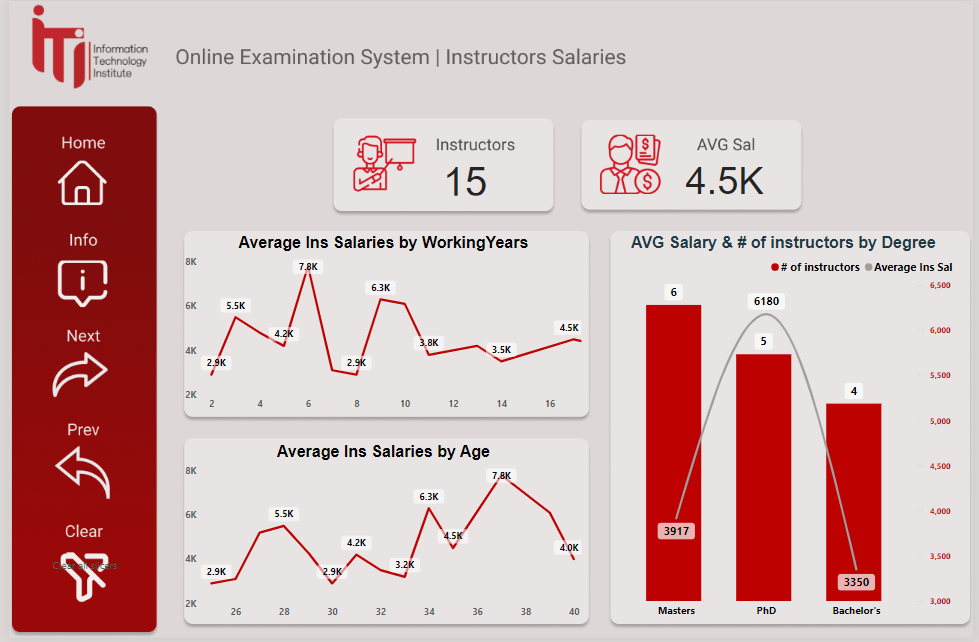 iTi
Information
Technology
Institute
Online Examination System | Instructors Salaries
Home
Info
Next
Prev
Clear
Clear all slicers
Instructors
15
AVG Sal
4.5K
Average Ins Salaries by WorkingYears
8K
6K
4K
2K
2.9K
5.5K
4.2K
7.8K
2.9K
6.3K
3.8K
3.5K
4.5K
2 4 6 8 10 12 14 16
Average Ins Salaries by Age
8K
6K
4K
2K
2.9K
5.5K
2.9K
4.2K
3.2K
6.3K
4.5K
7.8K
4.0K
26 28 30 32 34 36 38 40
AVG Salary & # of instructors by Degree
# of instructors Average Ins Sal
6
6180
5
4
3917
3350
6,500
6,000
5,500
5,000
4,500
4,000
3,500
3,000
Masters PhD Bachelor's